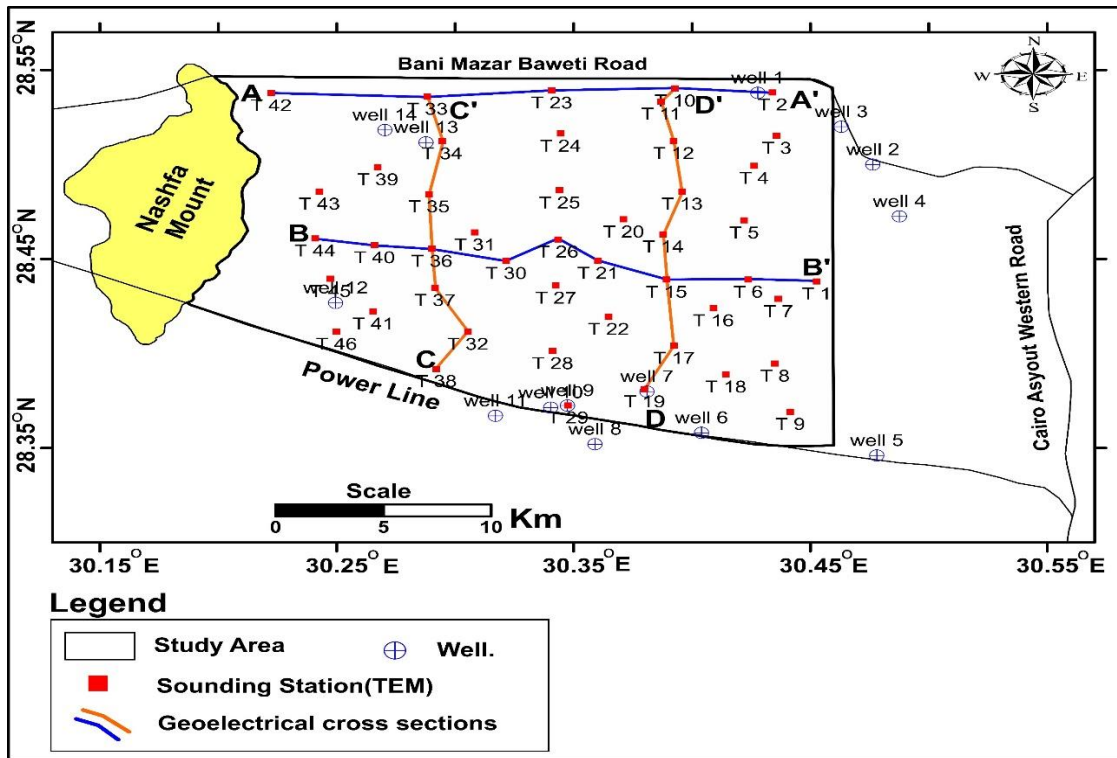 N
W E
S
28.55°N
Bani Mazar Baweti Road
A
T 42
T 33
C'
T 23
T 10
D'
T 11
well 1
T 2
A'
well 3
well 14
well 13
T 34
T 24
T 12
T 3
well 2
T 39
T 4
Nashfa
Mount
T 43
T 35
T 25
T 13
well 4
T 20
T 5
28.45°N
B
T 44
T 40
T 36
T 31
T 30
T 26
T 21
T 14
T 15
T 6
B'
T 1
T 45
well 12
T 37
T 27
T 7
T 41
T 46
T 32
T 22
T 16
T 17
C
T 38
T 28
T 18
T 8
Power Line
well 7
T 19
well 9
well 10
T 29
well 11
D
well 6
T 9
28.35°N
well 8
well 5
Cairo Asyout Western Road
Scale
0 5 10
Km
30.15°E 30.25°E 30.35°E 30.45°E 30.55°E
Legend
Study Area
Well.
Sounding Station(TEM)
Geoelectrical cross sections